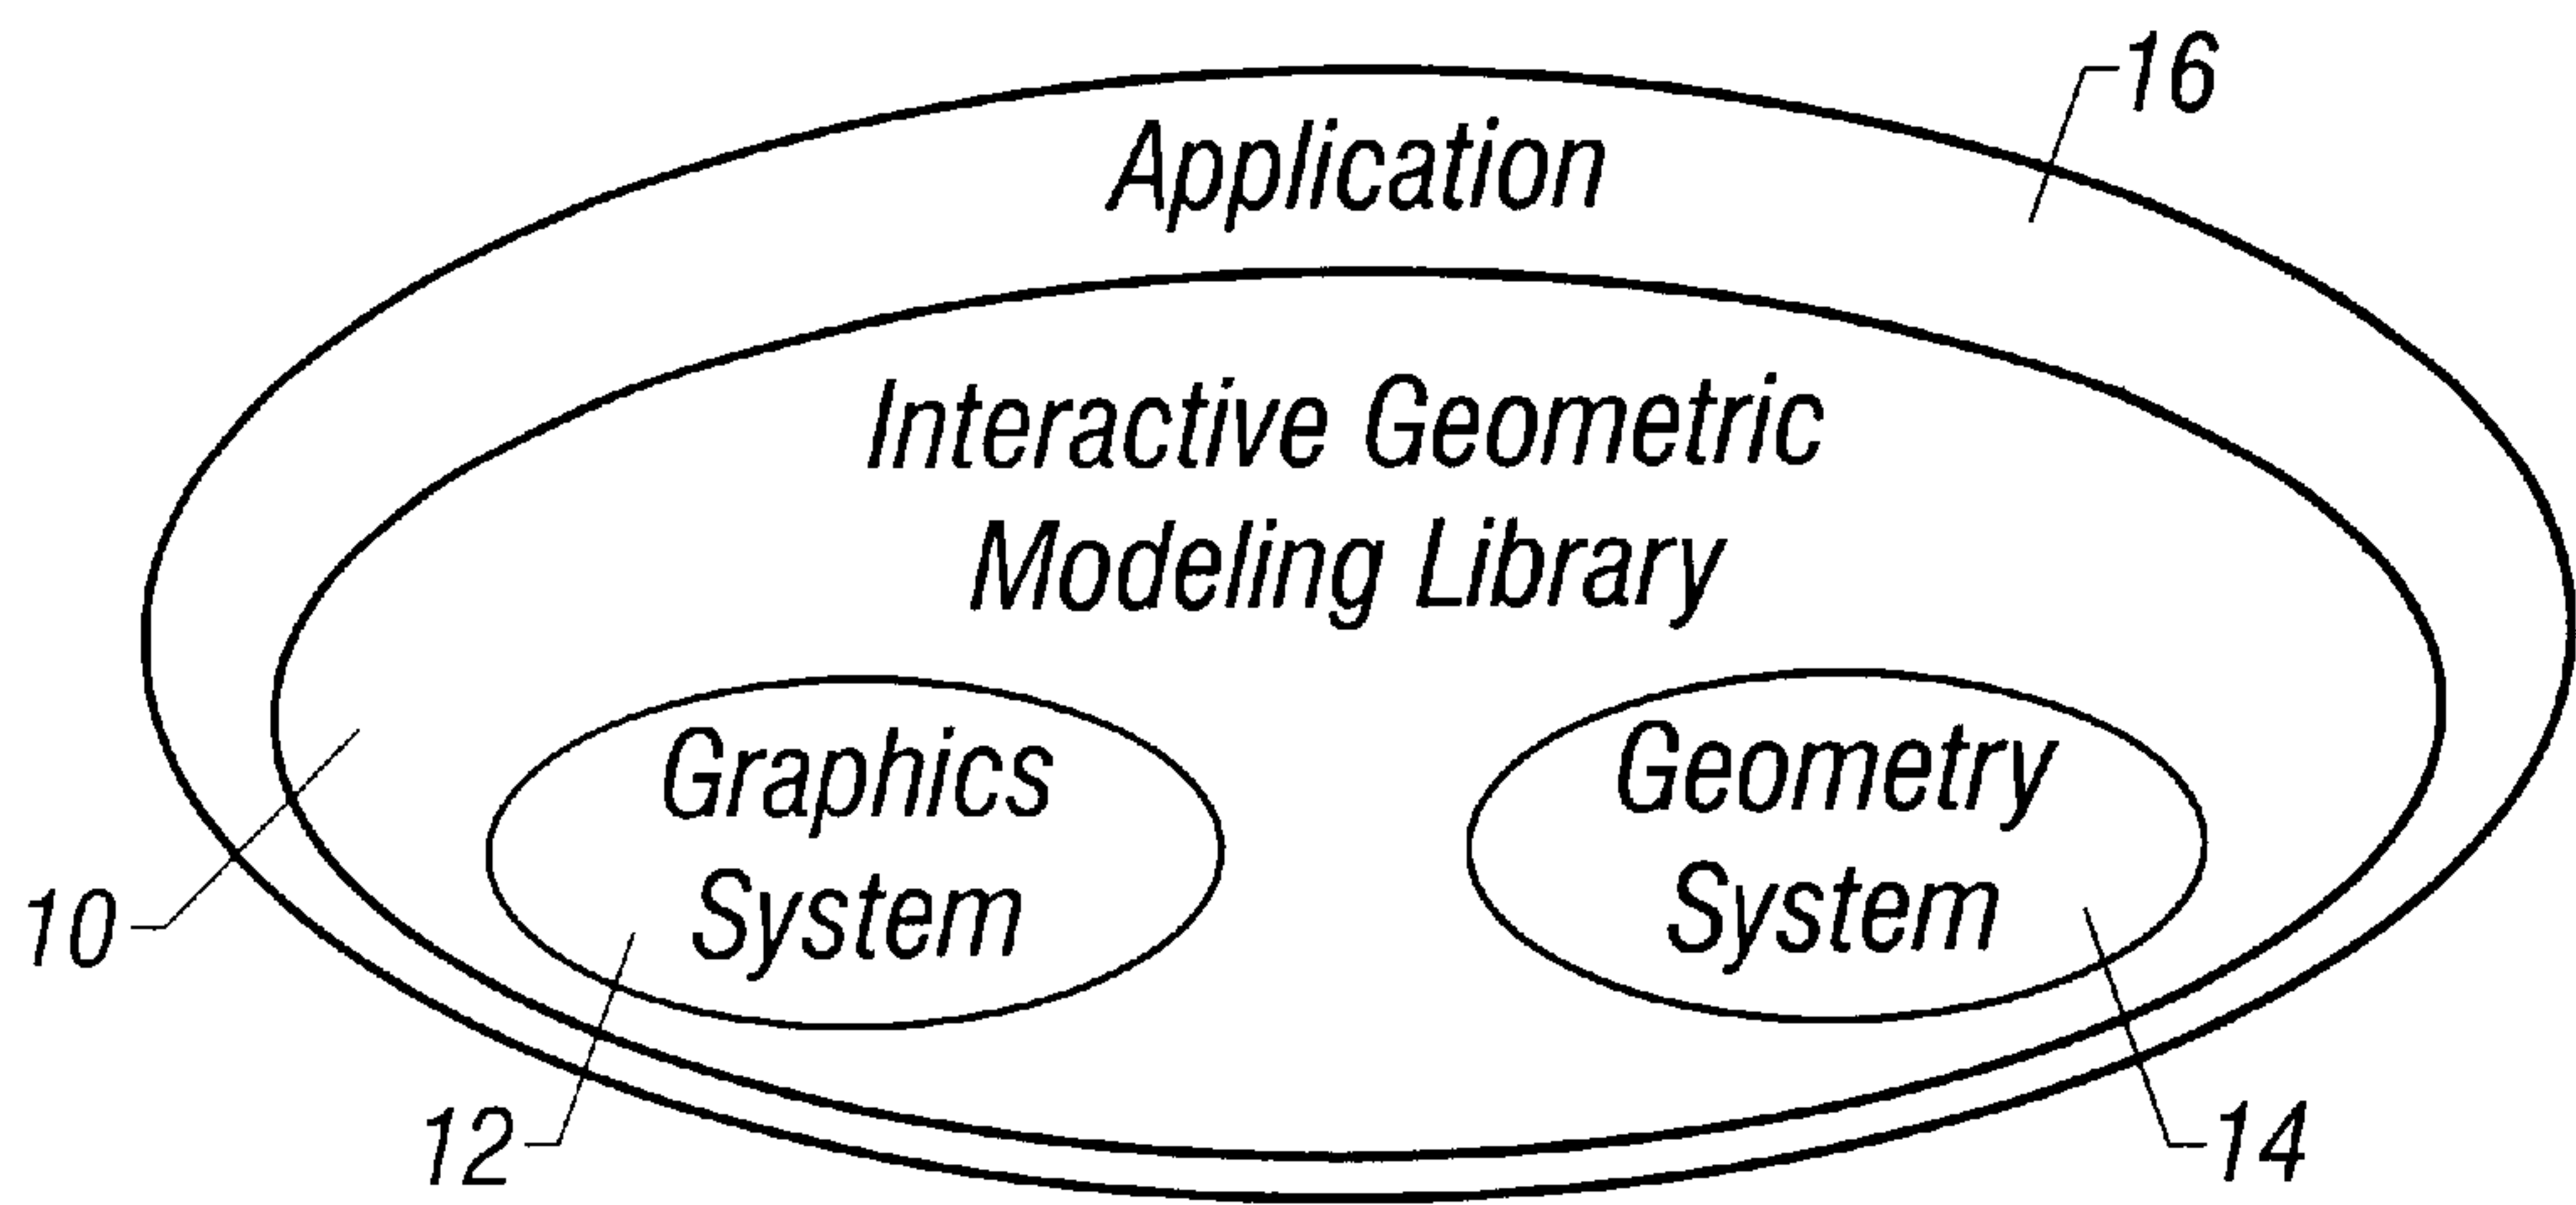 16
Application
Interactive Geometric
Modeling Library
Graphics
System
Geometry
System
10
12
14